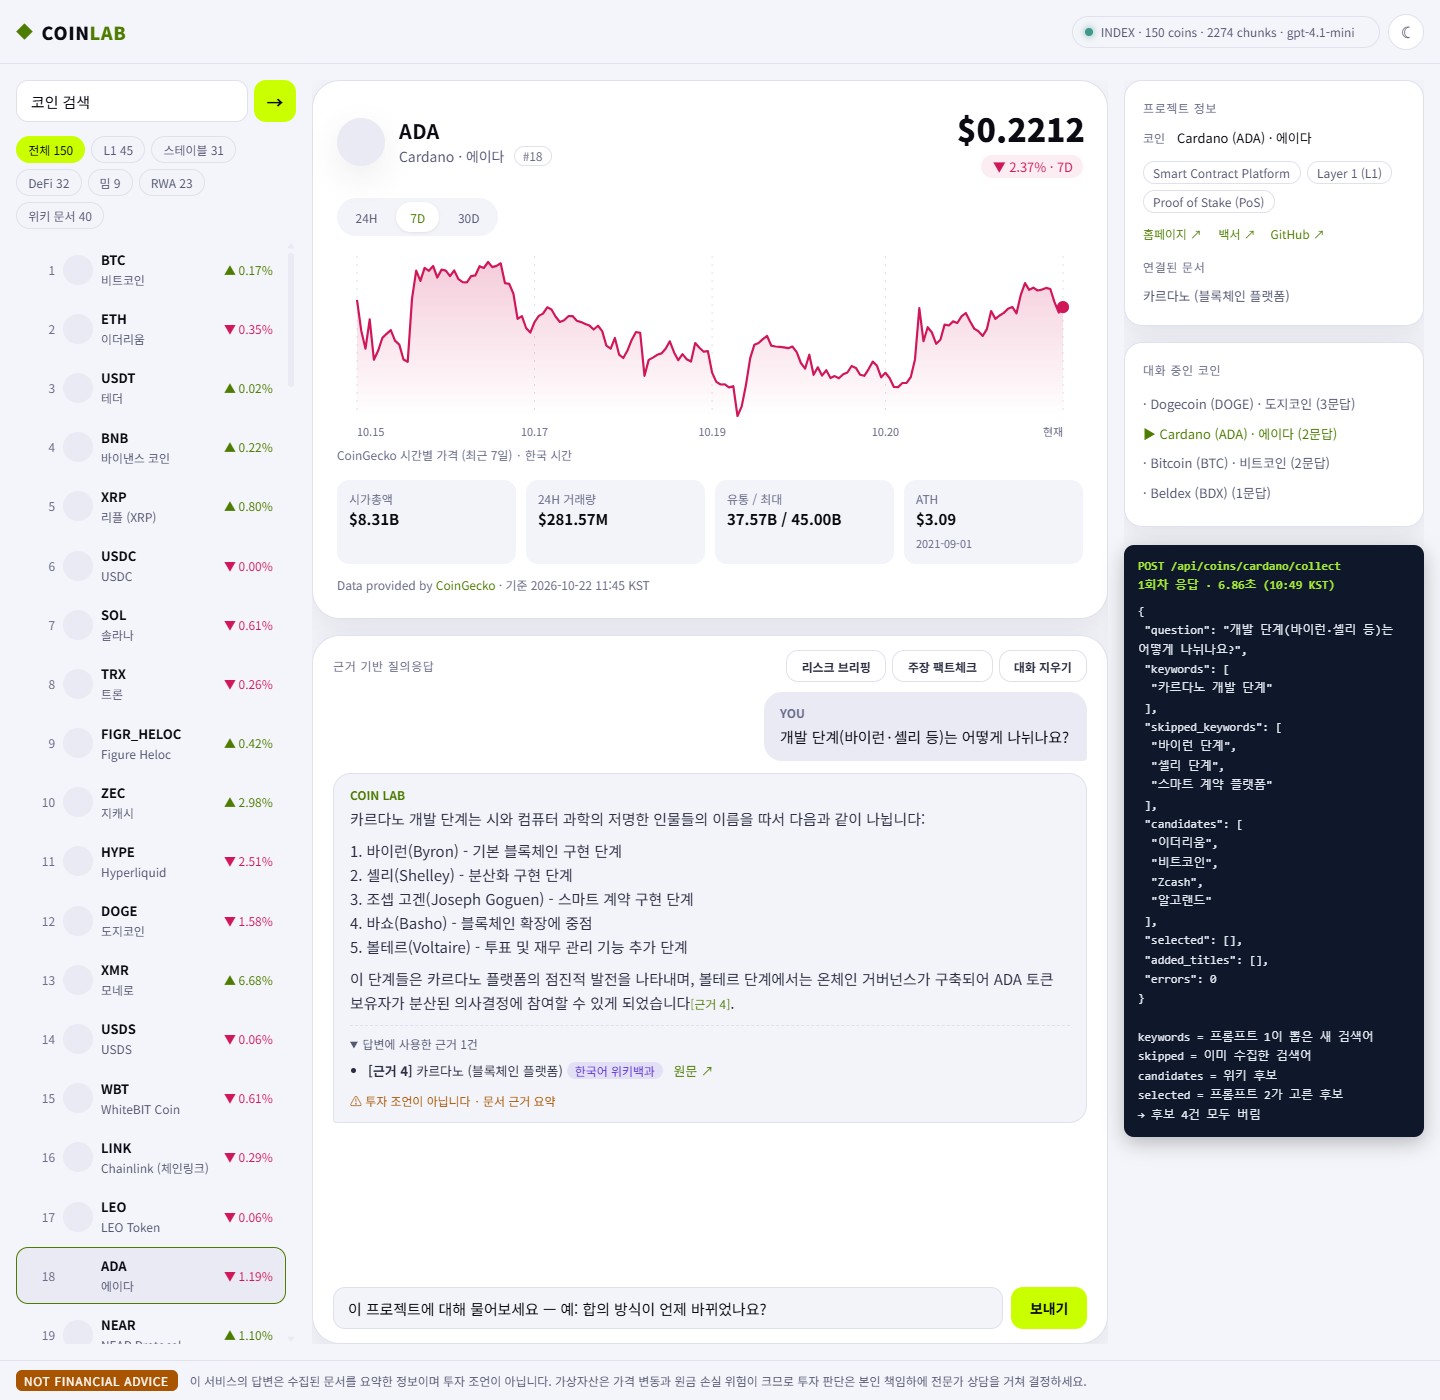 ◆ COINLAB
INDEX · 150 coins · 2274 chunks · gpt-4.1-mini
☾
코인 검색
→
전체 150
L1 45
스테이블 31
DeFi 32
밈 9
RWA 23
위키 문서 40
1 BTC ▲ 0.17%
비트코인
2 ETH ▼ 0.35%
이더리움
3 USDT ▲ 0.02%
테더
4 BNB ▲ 0.22%
바이낸스 코인
5 XRP ▲ 0.80%
리플 (XRP)
6 USDC ▼ 0.00%
USDC
7 SOL ▼ 0.61%
솔라나
8 TRX ▼ 0.26%
트론
9 FIGR_HELOC ▲ 0.42%
Figure Heloc
10 ZEC ▲ 2.98%
지캐시
11 HYPE ▼ 2.51%
Hyperliquid
12 DOGE ▼ 1.58%
도지코인
13 XMR ▲ 6.68%
모네로
14 USDS ▼ 0.06%
USDS
15 WBT ▼ 0.61%
WhiteBIT Coin
16 LINK ▼ 0.29%
Chainlink (체인링크)
17 LEO ▼ 0.06%
LEO Token
18 ADA ▼ 1.19%
에이다
19 NEAR ▲ 1.10%
NEAR Protocol
ADA
Cardano · 에이다 #18
$0.2212
▼ 2.37% · 7D
24H 7D 30D
10.15 10.17 10.19 10.20 현재
CoinGecko 시간별 가격 (최근 7일) · 한국 시간
시가총액
$8.31B
24H 거래량
$281.57M
유통 / 최대
37.57B / 45.00B
ATH
$3.09
2021-09-01
Data provided by CoinGecko · 기준 2026-10-22 11:45 KST
근거 기반 질의응답
리스크 브리핑
주장 팩트체크
대화 지우기
YOU
개발 단계(바이런·셸리 등)는 어떻게 나뉘나요?
COIN LAB
카르다노 개발 단계는 시와 컴퓨터 과학의 저명한 인물들의 이름을 따서 다음과 같이 나뉩니다:
1. 바이런(Byron) - 기본 블록체인 구현 단계
2. 셸리(Shelley) - 분산화 구현 단계
3. 조셉 고겐(Joseph Goguen) - 스마트 계약 구현 단계
4. 바쇼(Basho) - 블록체인 확장에 중점
5. 볼테르(Voltaire) - 투표 및 재무 관리 기능 추가 단계
이 단계들은 카르다노 플랫폼의 점진적 발전을 나타내며, 볼테르 단계에서는 온체인 거버넌스가 구축되어 ADA 토큰
보유자가 분산된 의사결정에 참여할 수 있게 되었습니다[근거 4].
▼ 답변에 사용한 근거 1건
• [근거 4] 카르다노 (블록체인 플랫폼) 한국어 위키백과 원문 ↗
⚠ 투자 조언이 아닙니다 · 문서 근거 요약
이 프로젝트에 대해 물어보세요 — 예: 합의 방식이 언제 바뀌었나요?
보내기
프로젝트 정보
코인 Cardano (ADA) · 에이다
Smart Contract Platform
Layer 1 (L1)
Proof of Stake (PoS)
홈페이지 ↗ 백서 ↗ GitHub ↗
연결된 문서
카르다노 (블록체인 플랫폼)
대화 중인 코인
· Dogecoin (DOGE) · 도지코인 (3문답)
▶ Cardano (ADA) · 에이다 (2문답)
· Bitcoin (BTC) · 비트코인 (2문답)
· Beldex (BDX) (1문답)
POST /api/coins/cardano/collect
1회차 응답 · 6.86초 (10:49 KST)
{
"question": "개발 단계(바이런·셸리 등)는
어떻게 나뉘나요?",
"keywords": [
"카르다노 개발 단계"
],
"skipped_keywords": [
"바이런 단계",
"셸리 단계",
"스마트 계약 플랫폼"
],
"candidates": [
"이더리움",
"비트코인",
"Zcash",
"알고랜드"
],
"selected": [],
"added_titles": [],
"errors": 0
}
keywords = 프롬프트 1이 뽑은 새 검색어
skipped = 이미 수집한 검색어
candidates = 위키 후보
selected = 프롬프트 2가 고른 후보
→ 후보 4건 모두 버림
NOT FINANCIAL ADVICE
이 서비스의 답변은 수집된 문서를 요약한 정보이며 투자 조언이 아닙니다. 가상자산은 가격 변동과 원금 손실 위험이 크므로 투자 판단은 본인 책임하에 전문가 상담을 거쳐 결정하세요.